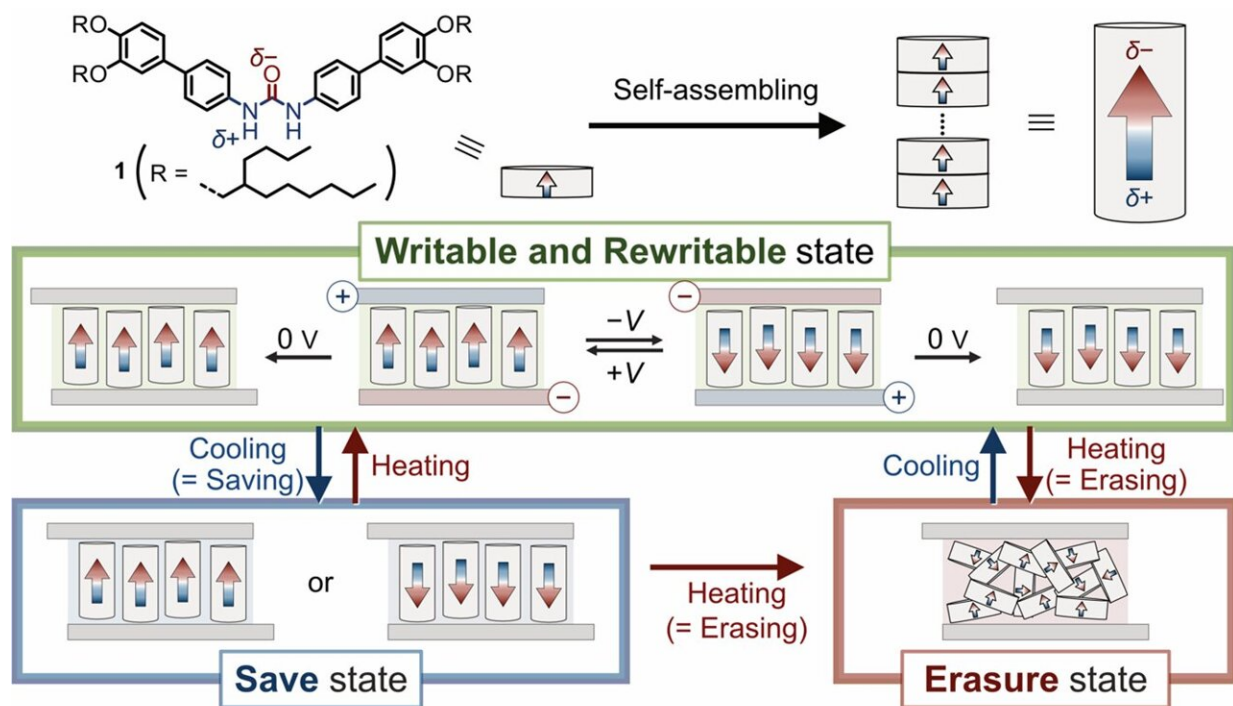 RO
OR
RO
OR
δ−
O
N
N
H
H
δ+
1 ( R = )
Self-assembling
≡
≡
δ−
δ+
Writable and Rewritable state
+
−
0 V
−V
+V
0 V
−
+
Cooling
(= Saving)
Heating
Cooling
Heating
(= Erasing)
or
Heating
(= Erasing)
Save state
Erasure state